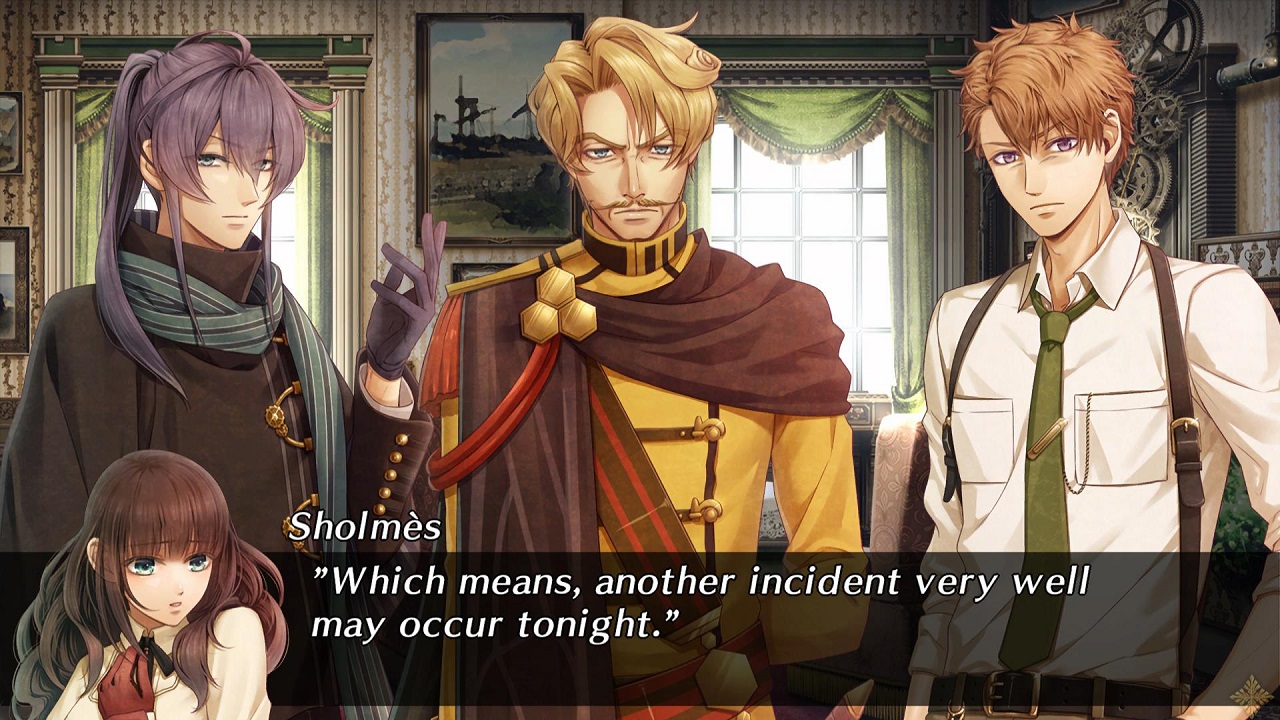 Sholmès
”Which means, another incident very well
may occur tonight.”